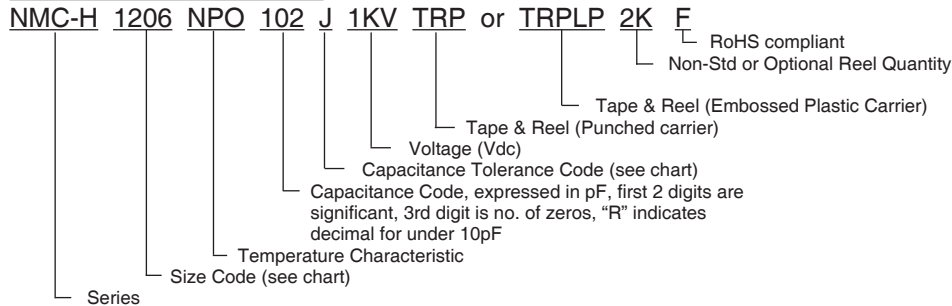 NMC-H 1206 NPO 102 J 1KV TRP or TRPLP 2K F
RoHS compliant
Non-Std or Optional Reel Quantity
Tape & Reel (Embossed Plastic Carrier)
Tape & Reel (Punched carrier)
Voltage (Vdc)
Capacitance Tolerance Code (see chart)
Capacitance Code, expressed in pF, first 2 digits are
significant, 3rd digit is no. of zeros, “R” indicates
decimal for under 10pF
Temperature Characteristic
Size Code (see chart)
Series